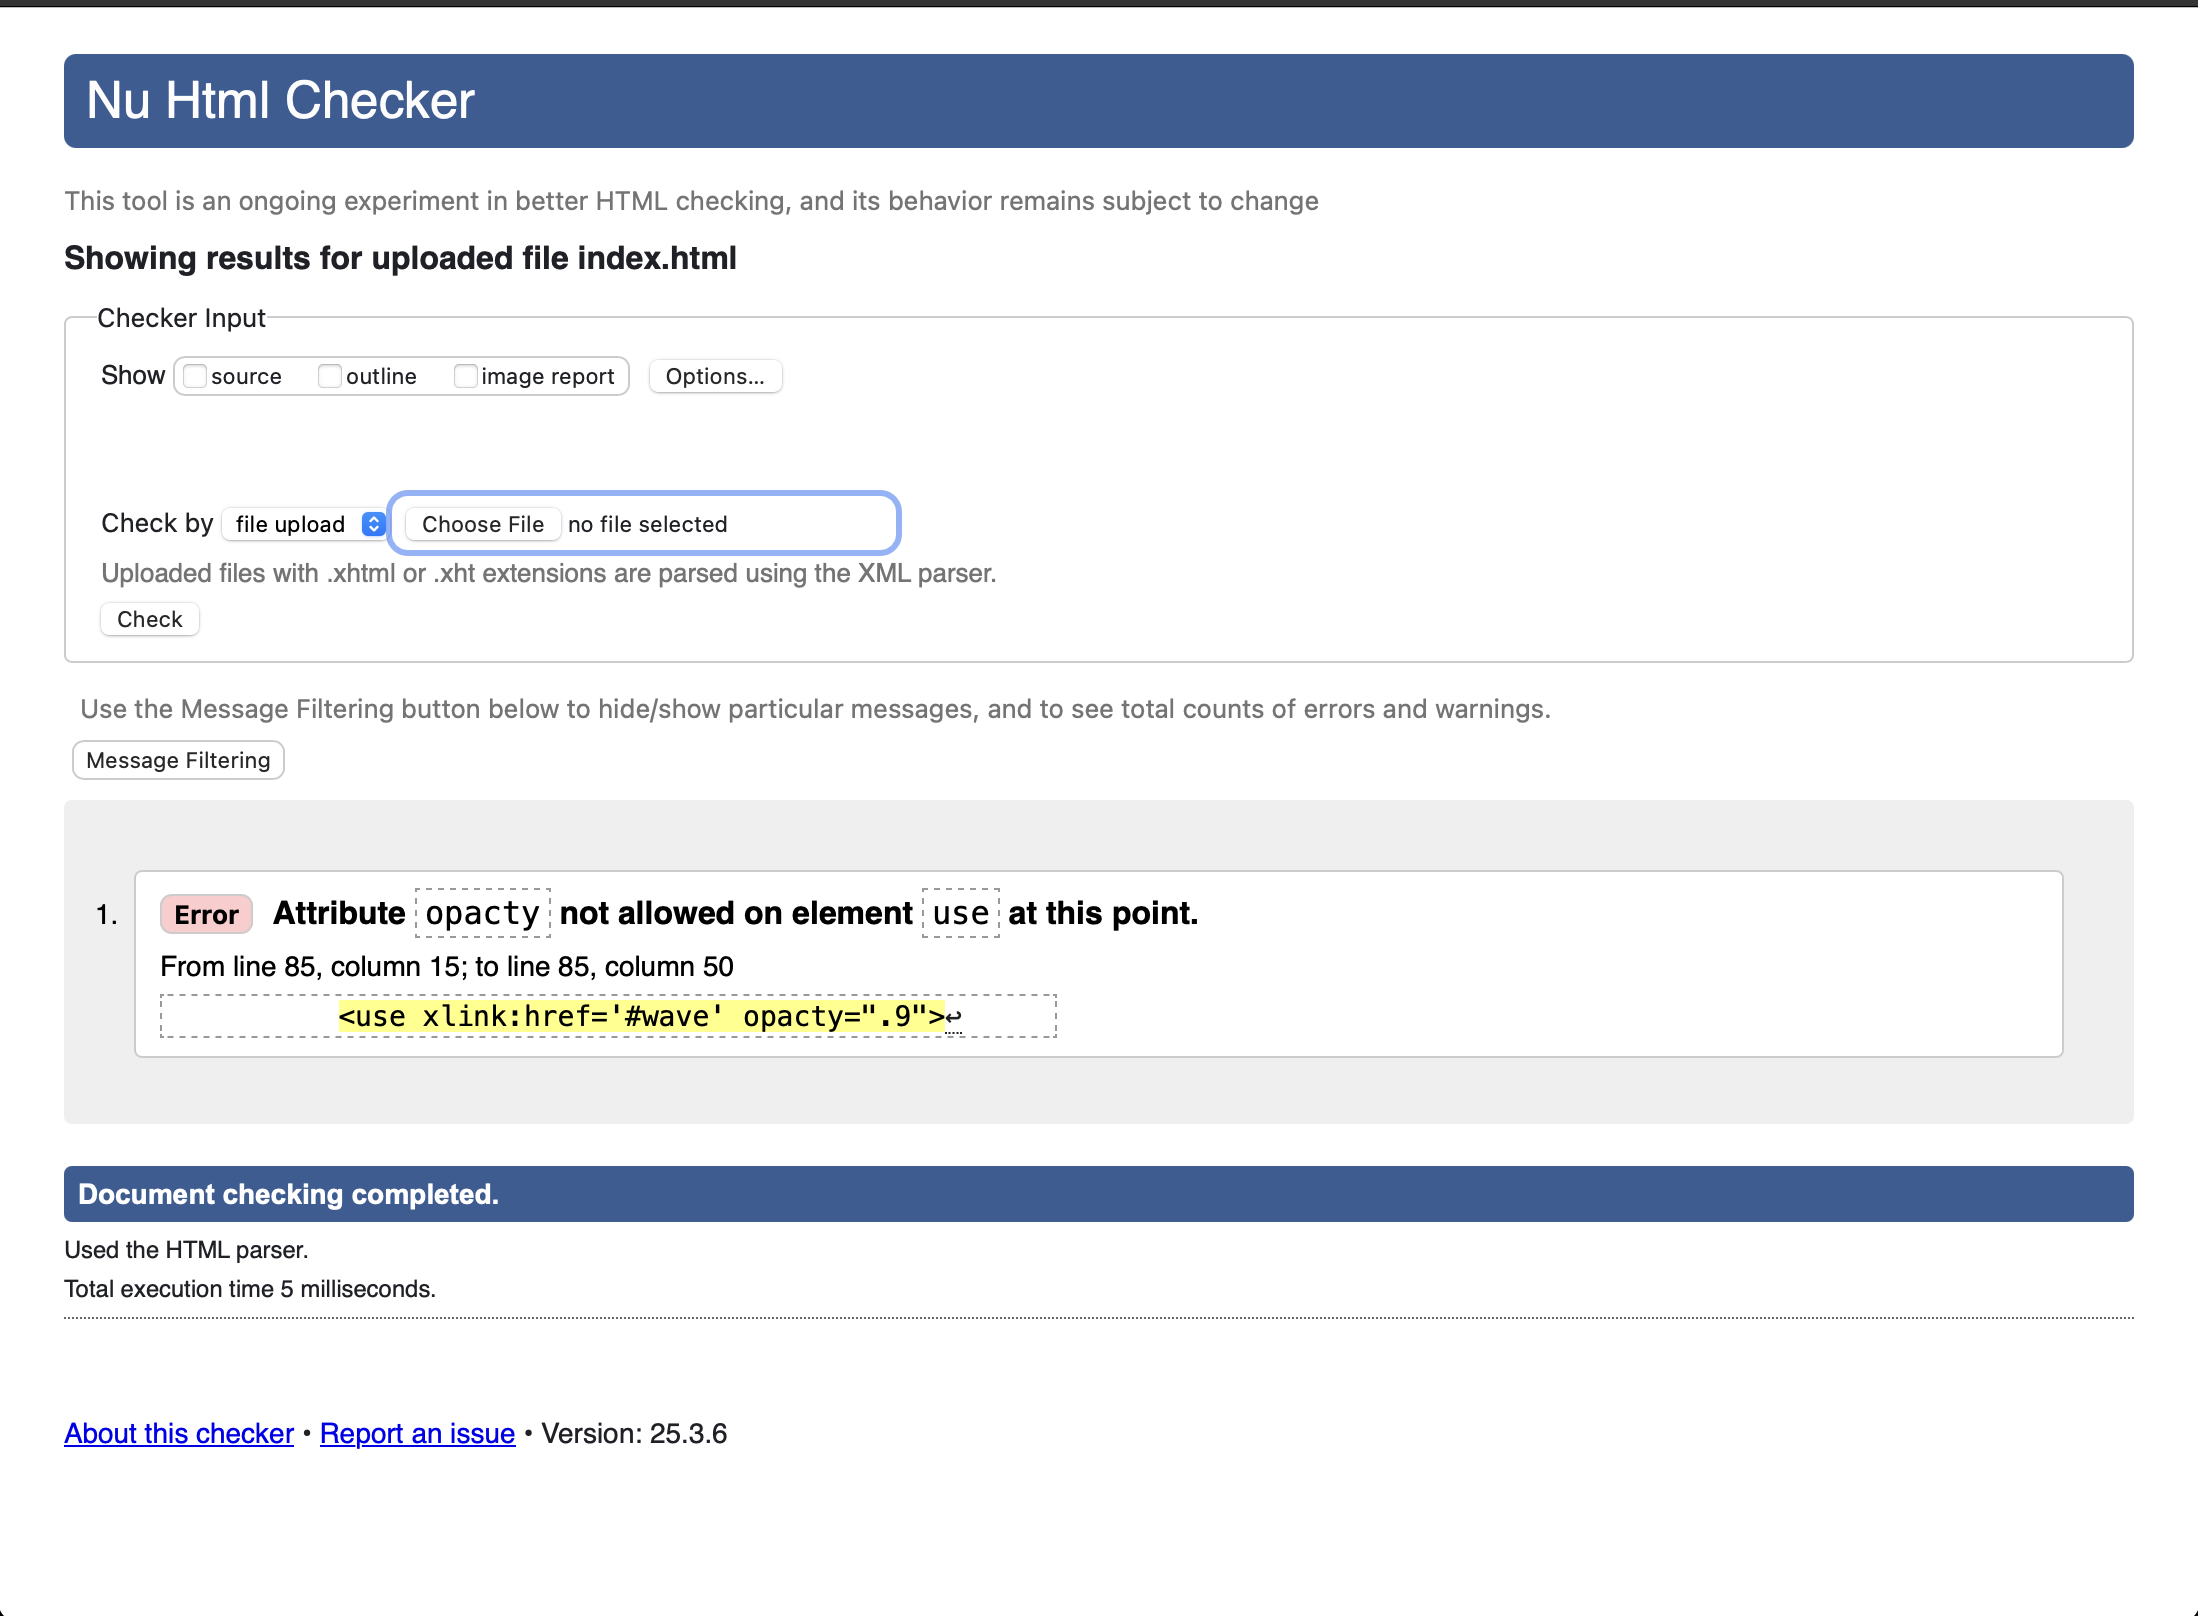 Nu Html Checker
This tool is an ongoing experiment in better HTML checking, and its behavior remains subject to change
Showing results for uploaded file index.html
Checker Input
Show source outline image report Options...
Check by file upload Choose File no file selected
Uploaded files with .xhtml or .xht extensions are parsed using the XML parser.
Check
Use the Message Filtering button below to hide/show particular messages, and to see total counts of errors and warnings.
Message Filtering
1. Error Attribute opacty not allowed on element use at this point.
From line 85, column 15; to line 85, column 50
<use xlink:href='#wave' opacty=".9">↩
Document checking completed.
Used the HTML parser.
Total execution time 5 milliseconds.
About this checker • Report an issue • Version: 25.3.6